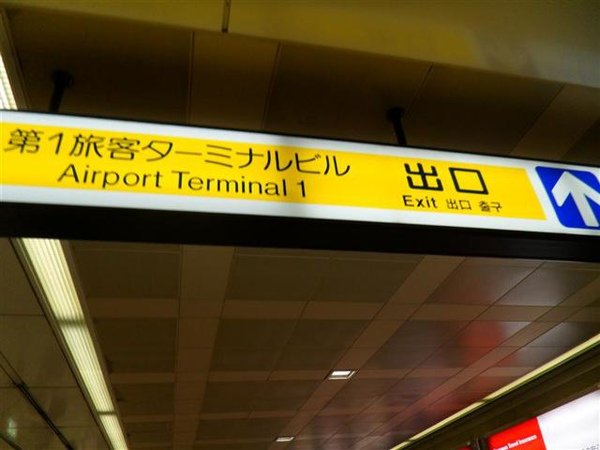 第1旅客ターミナルビル
Airport Terminal 1
出口
Exit 出口 출구